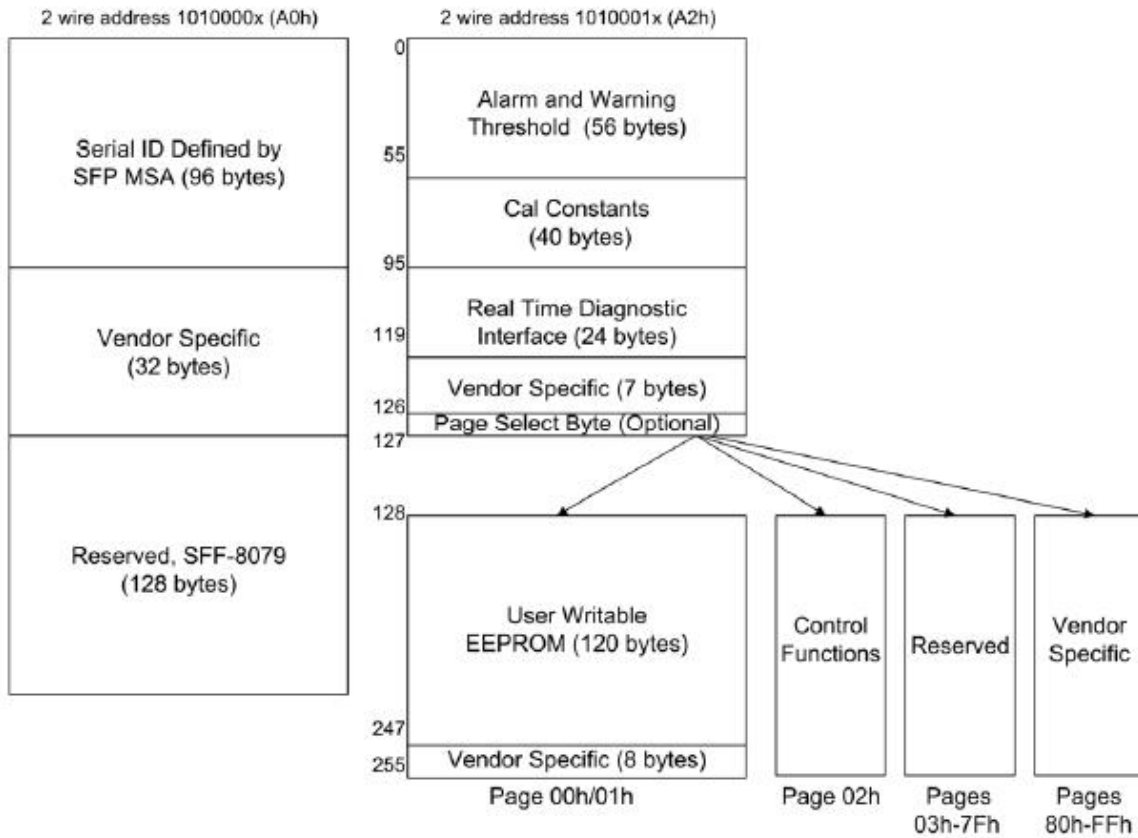 2 wire address 1010000x (A0h)
Serial ID Defined by
SFP MSA (96 bytes)
Vendor Specific
(32 bytes)
Reserved, SFF-8079
(128 bytes)
2 wire address 1010001x (A2h)
0
Alarm and Warning
Threshold (56 bytes)
55
Cal Constants
(40 bytes)
95
Real Time Diagnostic
Interface (24 bytes)
119
Vendor Specific (7 bytes)
126
Page Select Byte (Optional)
127
128
User Writable
EEPROM (120 bytes)
247
Vendor Specific (8 bytes)
255
Page 00h/01h
Control
Functions
Page 02h
Reserved
Pages
03h-7Fh
Vendor
Specific
Pages
80h-FFh